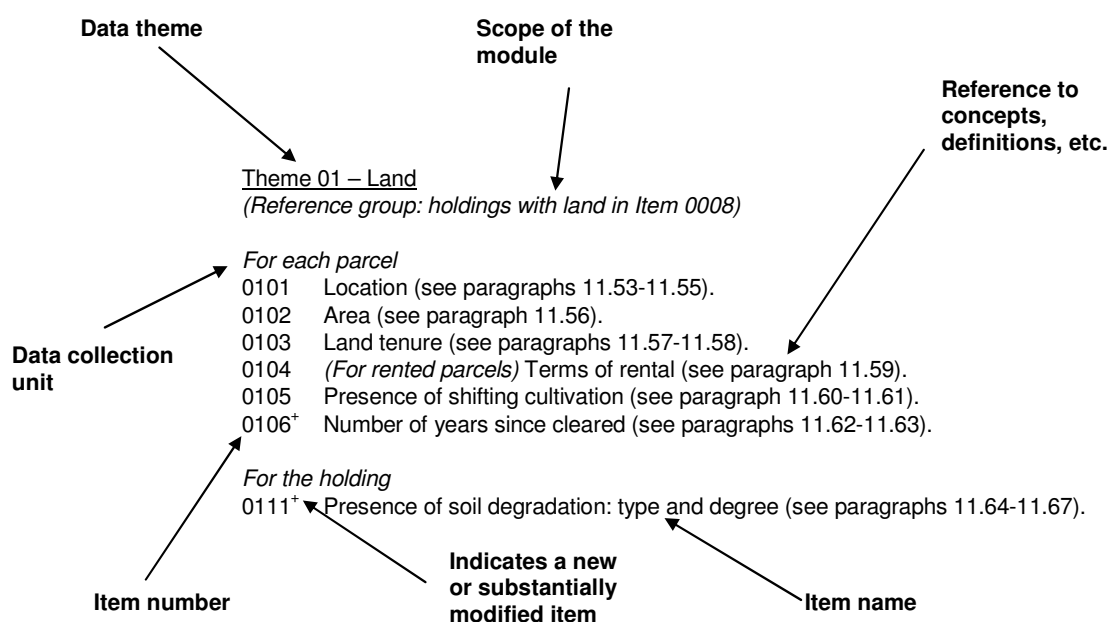 Data theme
Scope of the
module
Reference to
concepts,
definitions, etc.
Theme 01 – Land
(Reference group: holdings with land in Item 0008)
For each parcel
0101 Location (see paragraphs 11.53-11.55).
0102 Area (see paragraph 11.56).
0103 Land tenure (see paragraphs 11.57-11.58).
Data collection
unit
0104 (For rented parcels) Terms of rental (see paragraph 11.59).
0105 Presence of shifting cultivation (see paragraph 11.60-11.61).
0106⁺ Number of years since cleared (see paragraphs 11.62-11.63).
For the holding
0111⁺ Presence of soil degradation: type and degree (see paragraphs 11.64-11.67).
Item number
Indicates a new
or substantially
modified item
Item name